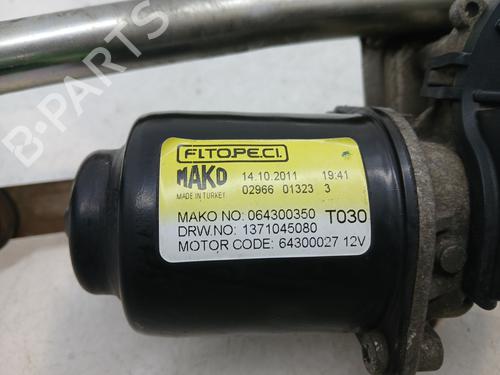 B-PARTS
FI.TO.PE.CI.
MAKO 14.10.2011 19:41
MADE IN TURKEY 02966 01323 3
MAKO NO: 064300350 T030
DRW.NO: 1371045080
MOTOR CODE: 64300027 12V